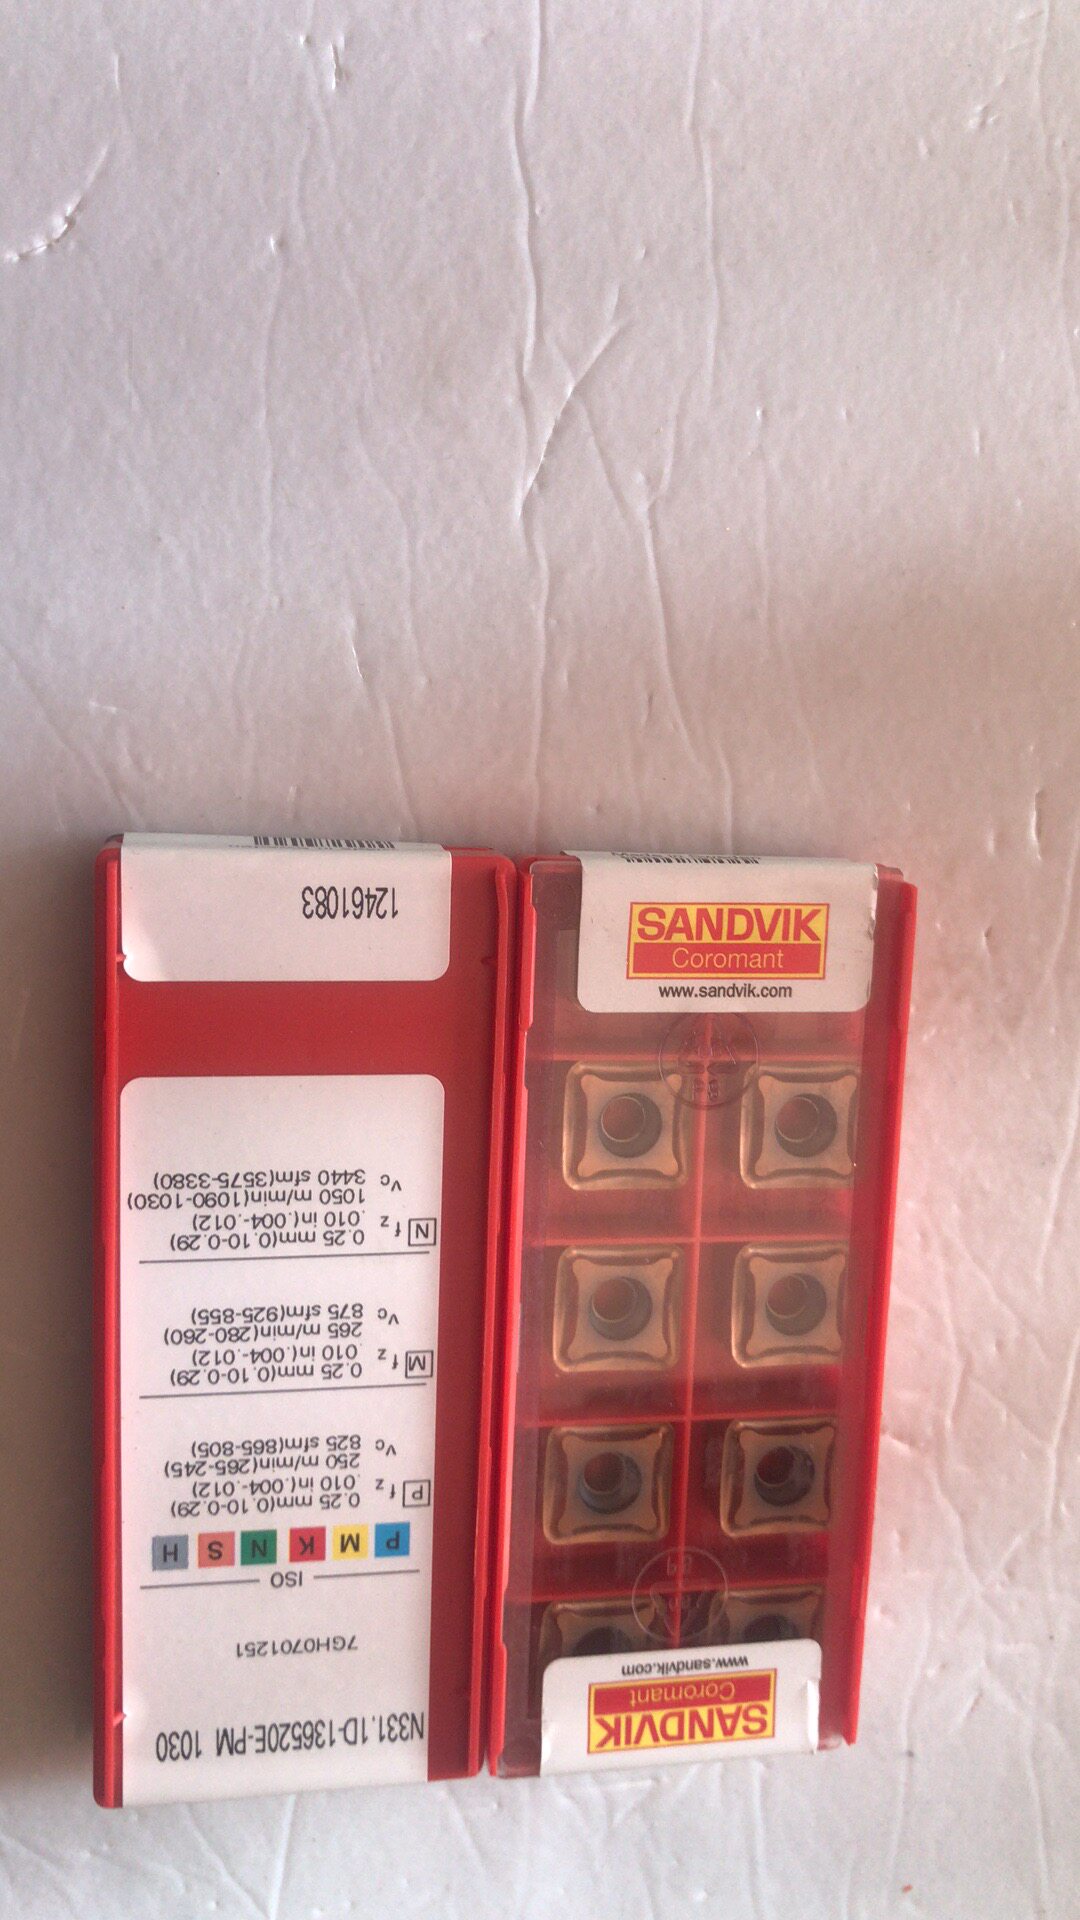 N331.1D-136520E-PM 1030
7GH0701251
ISO
P M K N S H
P fz 0.25 mm(0.10-0.29)
.010 in(.004-.012)
vc 250 m/min(265-245)
825 sfm(865-805)
M fz 0.25 mm(0.10-0.29)
.010 in(.004-.012)
vc 265 m/min(280-260)
875 sfm(925-855)
N fz 0.25 mm(0.10-0.29)
.010 in(.004-.012)
vc 1050 m/min(1090-1030)
3440 sfm(3575-3380)
12461083
SANDVIK
Coromant
www.sandvik.com
SANDVIK
Coromant
www.sandvik.com